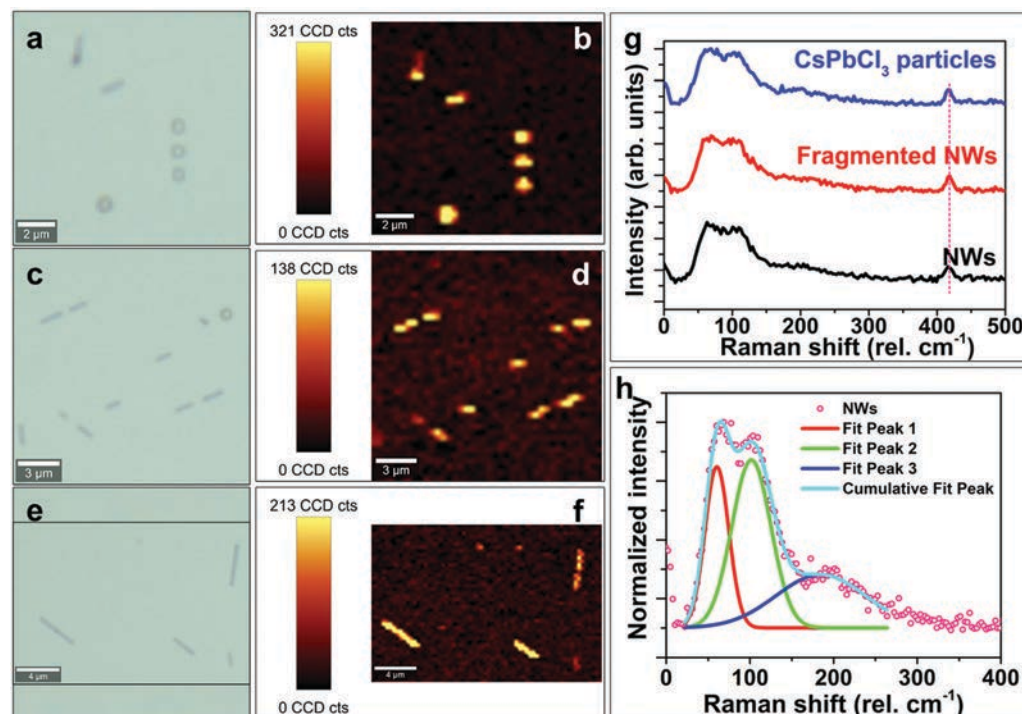 a
2 µm
321 CCD cts
0 CCD cts
b
2 µm
c
3 µm
138 CCD cts
0 CCD cts
d
3 µm
e
4 µm
213 CCD cts
0 CCD cts
f
4 µm
g
CsPbCl₃ particles
Fragmented NWs
NWs
Intensity (arb. units)
0 100 200 300 400 500
Raman shift (rel. cm⁻¹)
h
NWs
Fit Peak 1
Fit Peak 2
Fit Peak 3
Cumulative Fit Peak
Normalized intensity
0 100 200 300 400
Raman shift (rel. cm⁻¹)